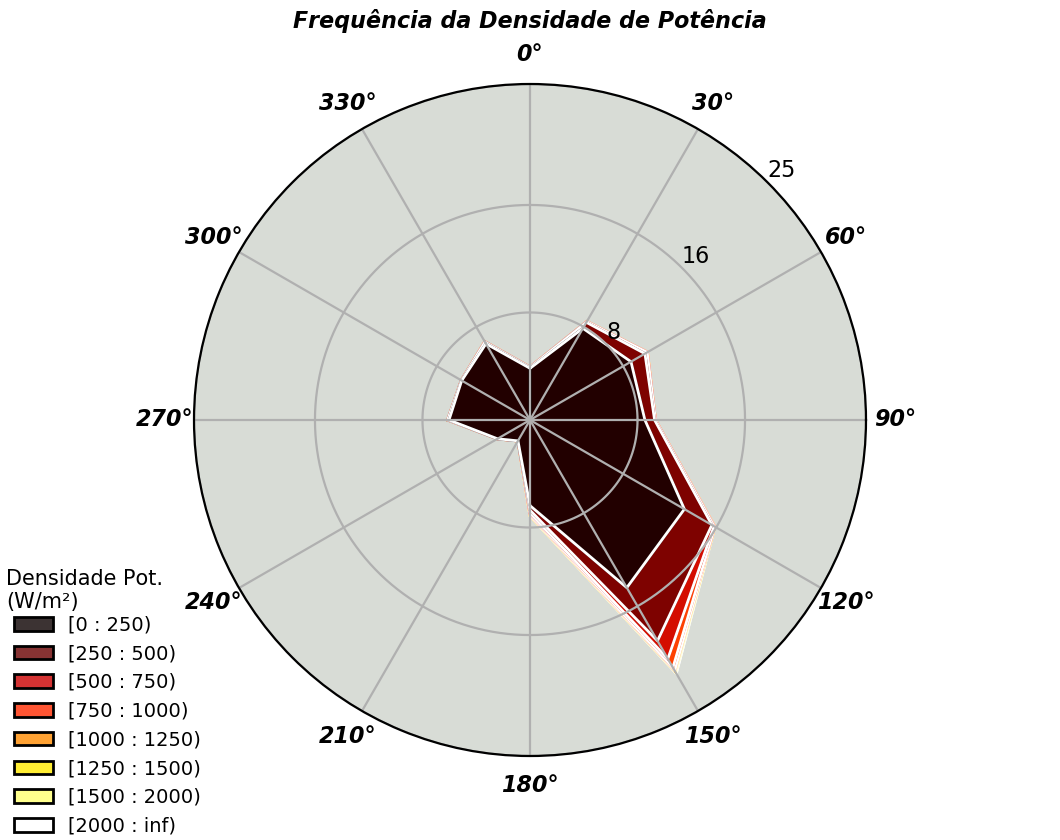 Frequência da Densidade de Potência
0°
330°
30°
25
300°
60°
16
8
270°
90°
240°
120°
210°
150°
180°
Densidade Pot.
(W/m²)
[0 : 250)
[250 : 500)
[500 : 750)
[750 : 1000)
[1000 : 1250)
[1250 : 1500)
[1500 : 2000)
[2000 : inf)